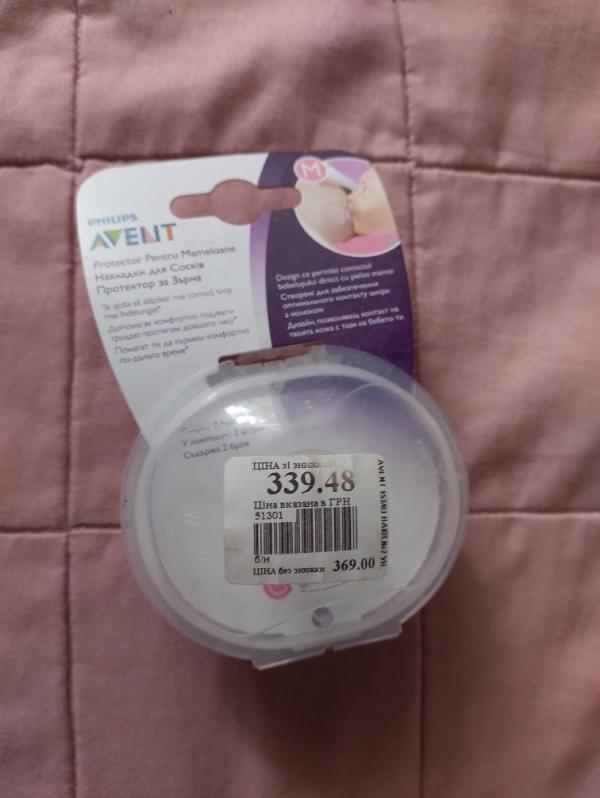 PHILIPS
AVENT
Protector Pentru Mameloane
Накладки для Сосків
Протектор за Зърна
Te ajuta să alăptezi mai comod, timp
mai îndelungat*
Допомагає комфортно годувати
груддю протягом довшого часу*
Помагат ти да кърмиш комфортно
по-дълго време*
M
Design ce permite contactul
bebelușului direct cu pielea mamei
Створені для забезпечення
оптимального контакту шкіри
з малюком
Дизайн, позволяващ контакт на
твоята кожа с тази на бебето ти
У комплекті: 2 штуки
Съдържа 2 броя
ЦІНА зі знижкою
339.48
Ціна вказана в ГРН
51301
б/н
ЦІНА без знижки 369.00